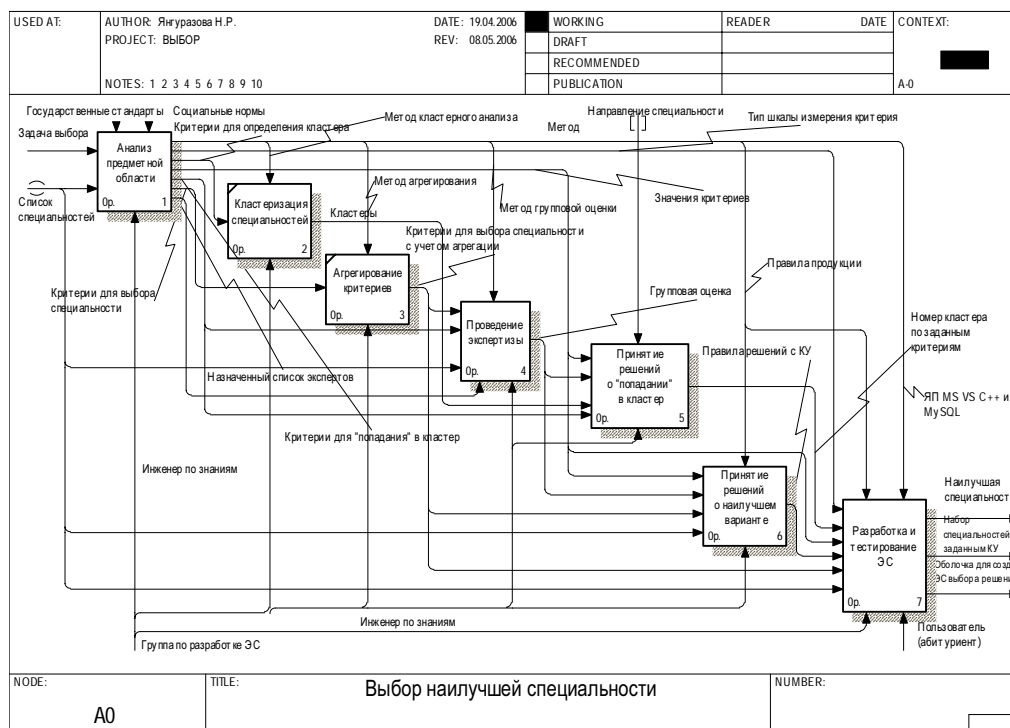 USED AT:
AUTHOR: Янгуразова Н.Р.
DATE: 19.04.2006
WORKING
READER
DATE
CONTEXT:
PROJECT: ВЫБОР
REV: 08.05.2006
DRAFT
RECOMMENDED
NOTES: 1 2 3 4 5 6 7 8 9 10
PUBLICATION
A-0
Государственные стандарты
Социальные нормы
Направление специальности
Задача выбора
Критерии для определения кластера
Метод кластерного анализа
Метод
Тип шкалы измерения критерия
Анализ
предметной
области
0р.
1
Список
специальностей
Метод агрегирования
Значения критериев
Кластеризация
специальностей
0р.
2
Кластеры
Метод групповой оценки
Критерии для выбора специальности
с учетом агрегации
Правила продукции
Агрегирование
критериев
0р.
3
Критерии для выбора
специальности
Групповая оценка
Номер кластера
по заданным
критериям
Проведение
экспертизы
0р.
4
Принятие
решений
о "попадании"
в кластер
0р.
5
Правила решений с КУ
Назначенный список экспертов
ЯП MS VS C++ и
MySQL
Критерии для "попадания" в кластер
Инженер по знаниям
Принятие
решений
о наилучшем
варианте
0р.
6
Наилучшая
специальност
Набор
специальностей
заданным КУ
Оболочка для созд
ЭС выбора решени
Разработка и
тестирование
ЭС
0р.
7
Инженер по знаниям
Группа по разработке ЭС
Пользователь
(абитуриент)
NODE:
TITLE:
NUMBER:
A0
Выбор наилучшей специальности